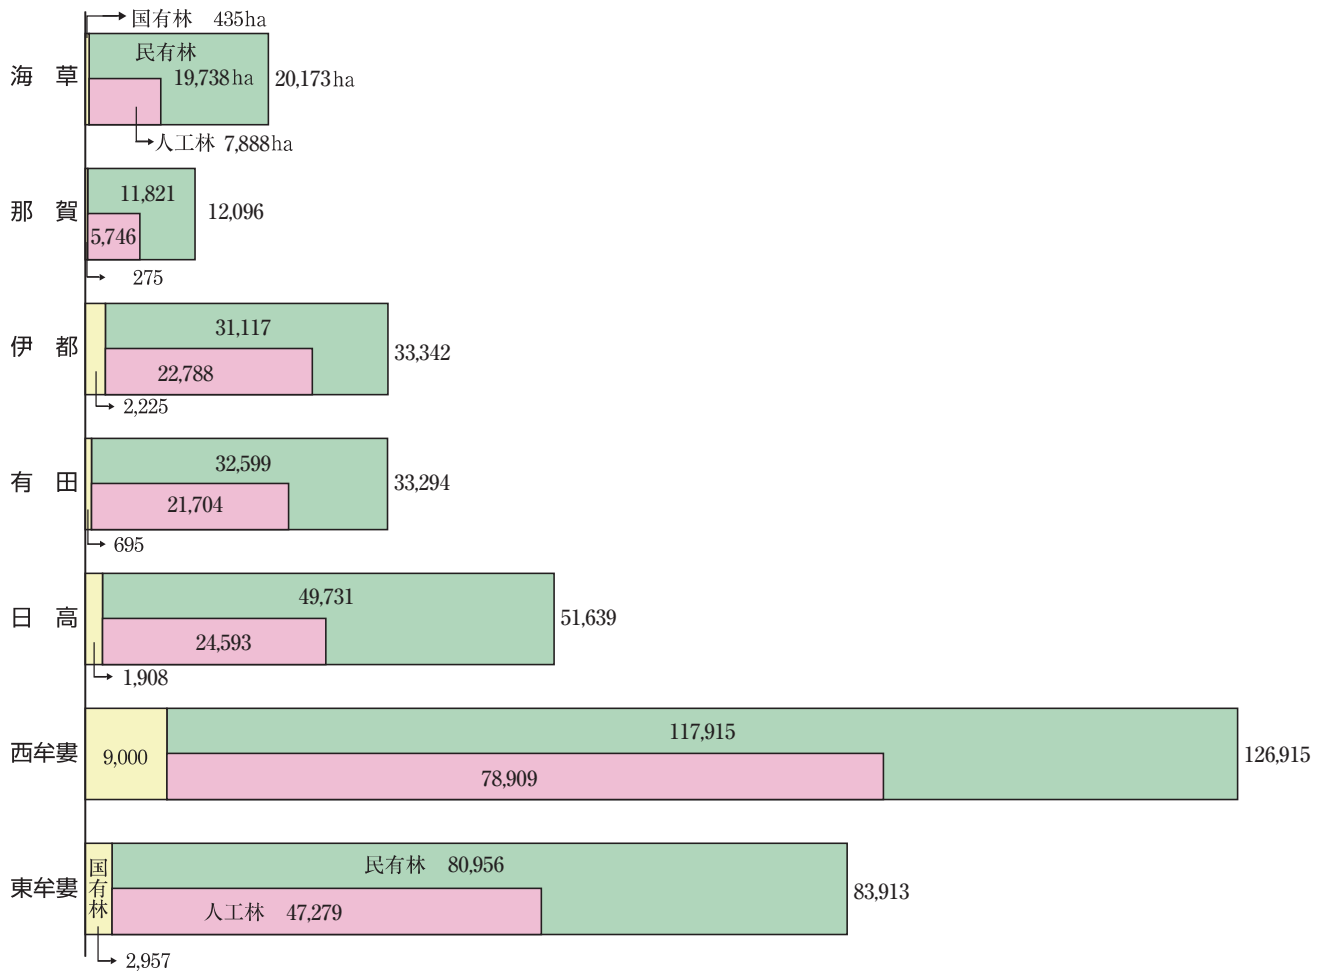 国有林 435ha
民有林
海 草 19,738ha 20,173ha
人工林 7,888ha
11,821
那 賀 12,096
5,746
275
31,117
伊 都 33,342
22,788
2,225
32,599
有 田 33,294
21,704
695
49,731
日 高 51,639
24,593
1,908
117,915
西牟婁 9,000 126,915
78,909
民有林 80,956
東牟婁 国有林 83,913
人工林 47,279
2,957